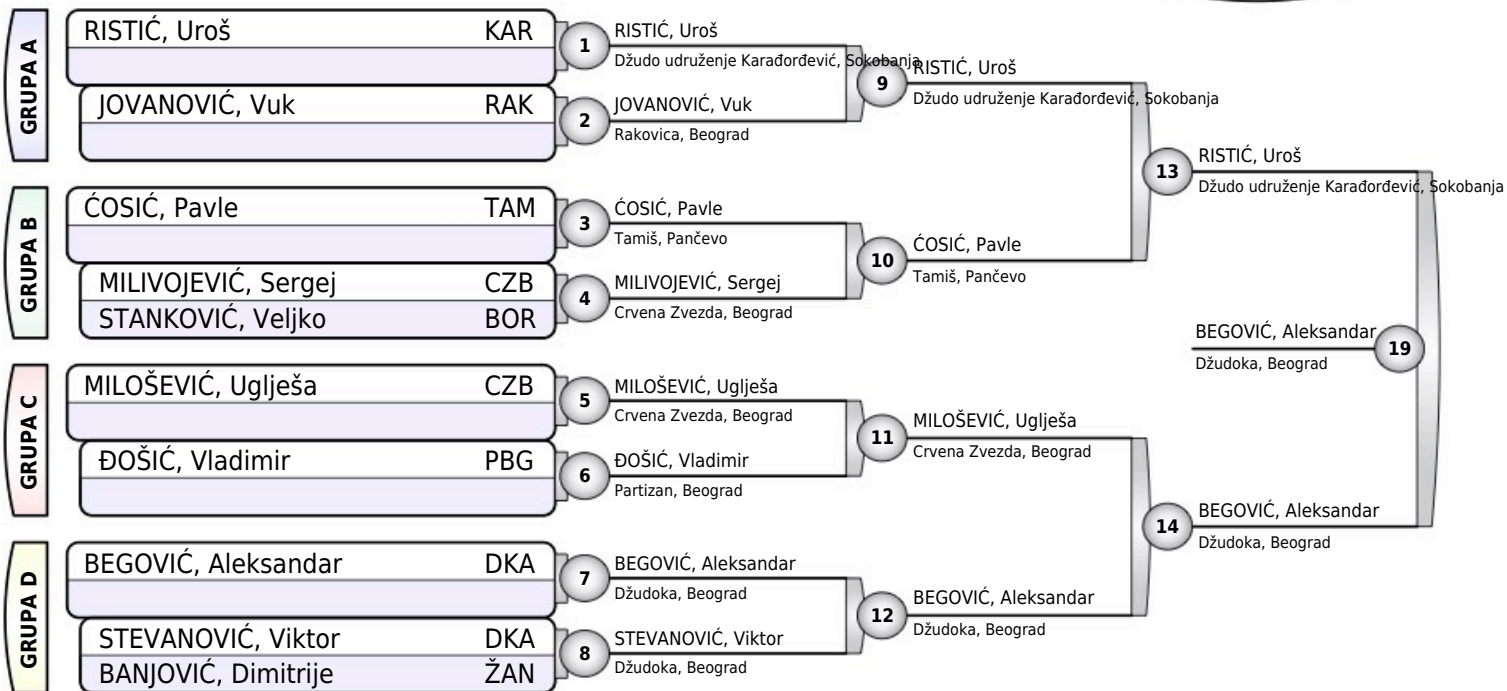 GRUPA A
RISTIĆ, Uroš KAR
JOVANOVIĆ, Vuk RAK
GRUPA B
ĆOSIĆ, Pavle TAM
MILIVOJEVIĆ, Sergej CZB
STANKOVIĆ, Veljko BOR
GRUPA C
MILOŠEVIĆ, Uglješa CZB
ĐOŠIĆ, Vladimir PBG
GRUPA D
BEGOVIĆ, Aleksandar DKA
STEVANOVIĆ, Viktor DKA
BANJOVIĆ, Dimitrije ŽAN
1
RISTIĆ, Uroš
Džudo udruženje Karađorđević, Sokobanja
2
JOVANOVIĆ, Vuk
Rakovica, Beograd
3
ĆOSIĆ, Pavle
Tamiš, Pančevo
4
MILIVOJEVIĆ, Sergej
Crvena Zvezda, Beograd
5
MILOŠEVIĆ, Uglješa
Crvena Zvezda, Beograd
6
ĐOŠIĆ, Vladimir
Partizan, Beograd
7
BEGOVIĆ, Aleksandar
Džudoka, Beograd
8
STEVANOVIĆ, Viktor
Džudoka, Beograd
9
RISTIĆ, Uroš
Džudo udruženje Karađorđević, Sokobanja
10
ĆOSIĆ, Pavle
Tamiš, Pančevo
11
MILOŠEVIĆ, Uglješa
Crvena Zvezda, Beograd
12
BEGOVIĆ, Aleksandar
Džudoka, Beograd
13
RISTIĆ, Uroš
Džudo udruženje Karađorđević, Sokobanja
14
BEGOVIĆ, Aleksandar
Džudoka, Beograd
BEGOVIĆ, Aleksandar
19
Džudoka, Beograd